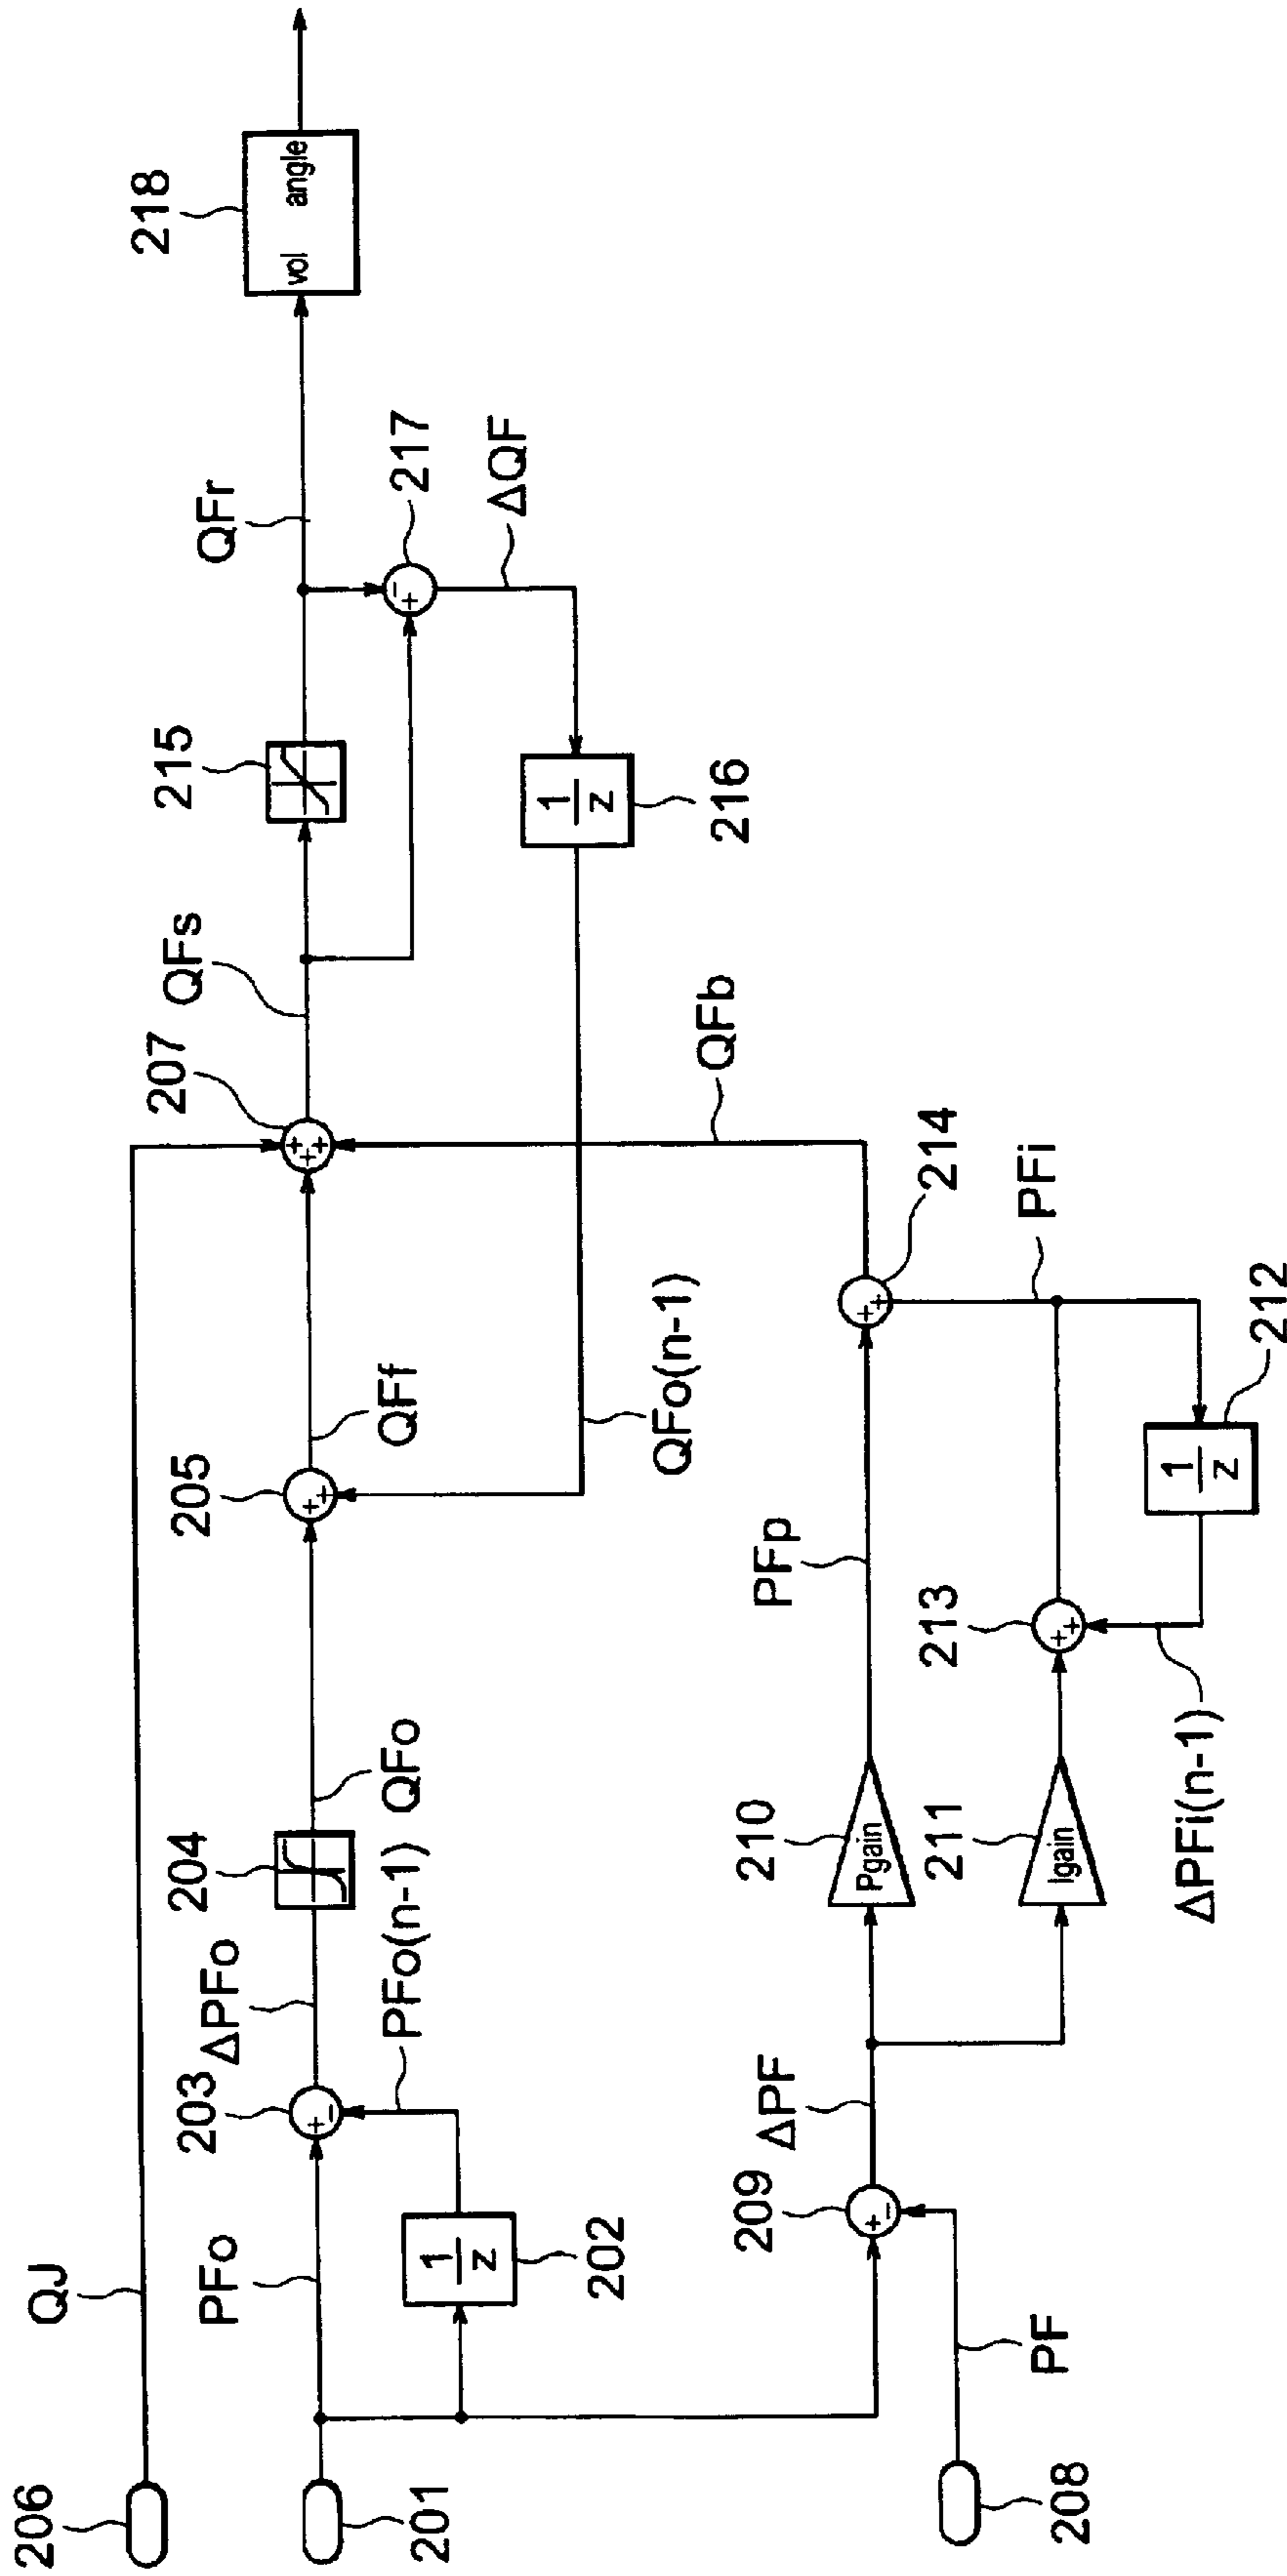 206
QJ
201
PFo
202
1
z
203
ΔPFo
PFo(n-1)
204
QFo
205
QFf
QFo(n-1)
207
QFs
215
216
1
z
QFr
217
ΔQF
218
vol angle
208
PF
209
ΔPF
210
Pgain
211
Igain
PFp
213
ΔPFi(n-1)
212
1
z
PFi
214
QFb
+
-
+
+
+
+
+
-
+
+
-
+
+
+
+